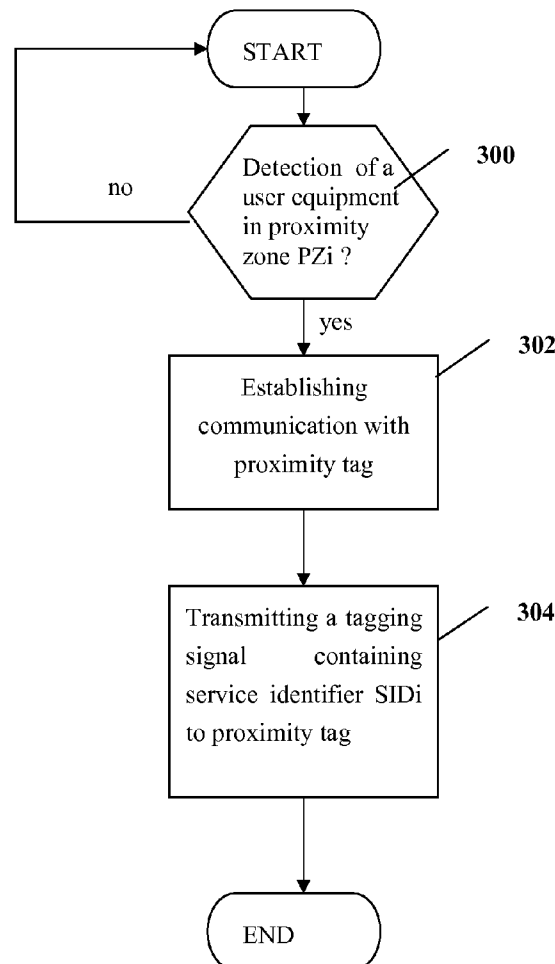 START
300
Detection of a
user equipment
in proximity
zone PZi ?
no
yes
302
Establishing
communication with
proximity tag
304
Transmitting a tagging
signal containing
service identifier SIDi
to proximity tag
END